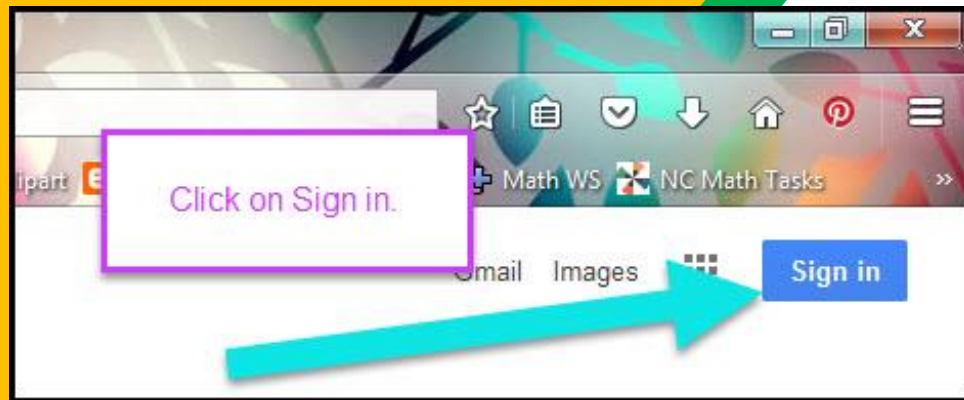 ipart
Math WS
NC Math Tasks
»
Click on Sign in.
Gmail Images
Sign in